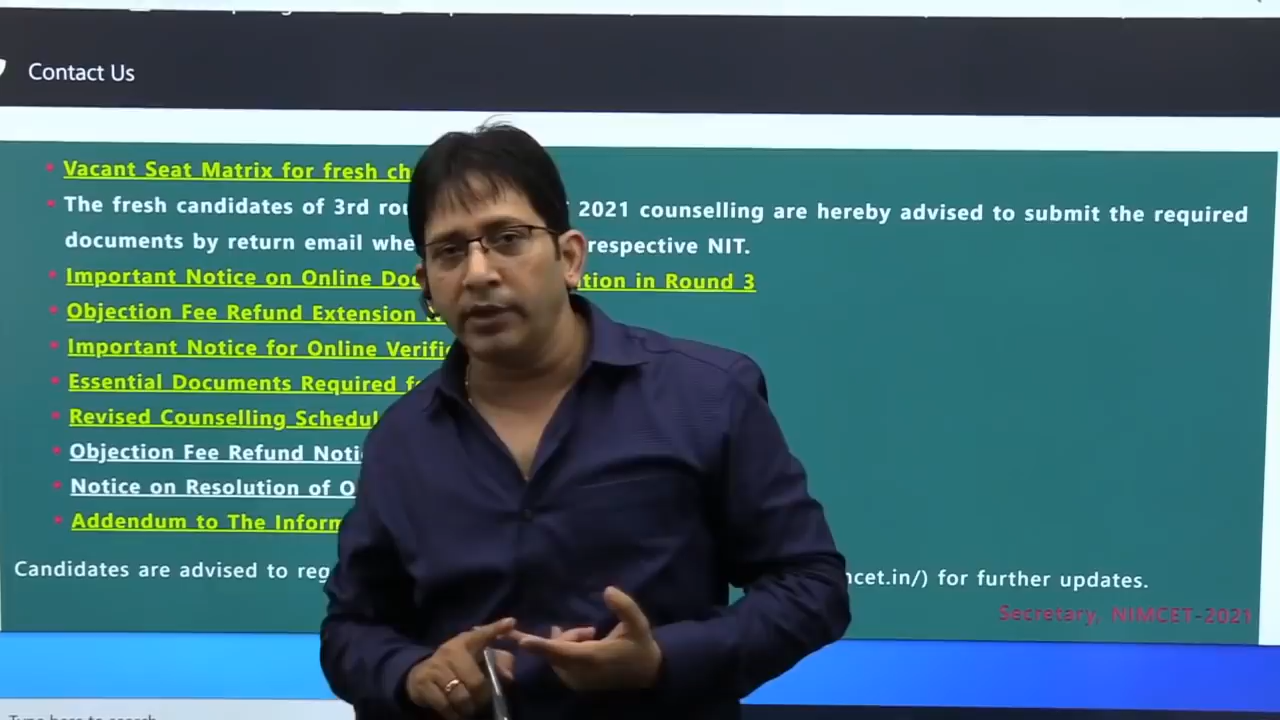 Contact Us
Vacant Seat Matrix for fresh ch
The fresh candidates of 3rd rou 2021 counselling are hereby advised to submit the required
documents by return email whe respective NIT.
Important Notice on Online Doc tion in Round 3
Objection Fee Refund Extension N
Important Notice for Online Verific
Essential Documents Required fo
Revised Counselling Schedul
Objection Fee Refund Noti
Notice on Resolution of O
Addendum to The Inform
Candidates are advised to reg ncet.in/) for further updates.
Secretary, NIMCET-2021